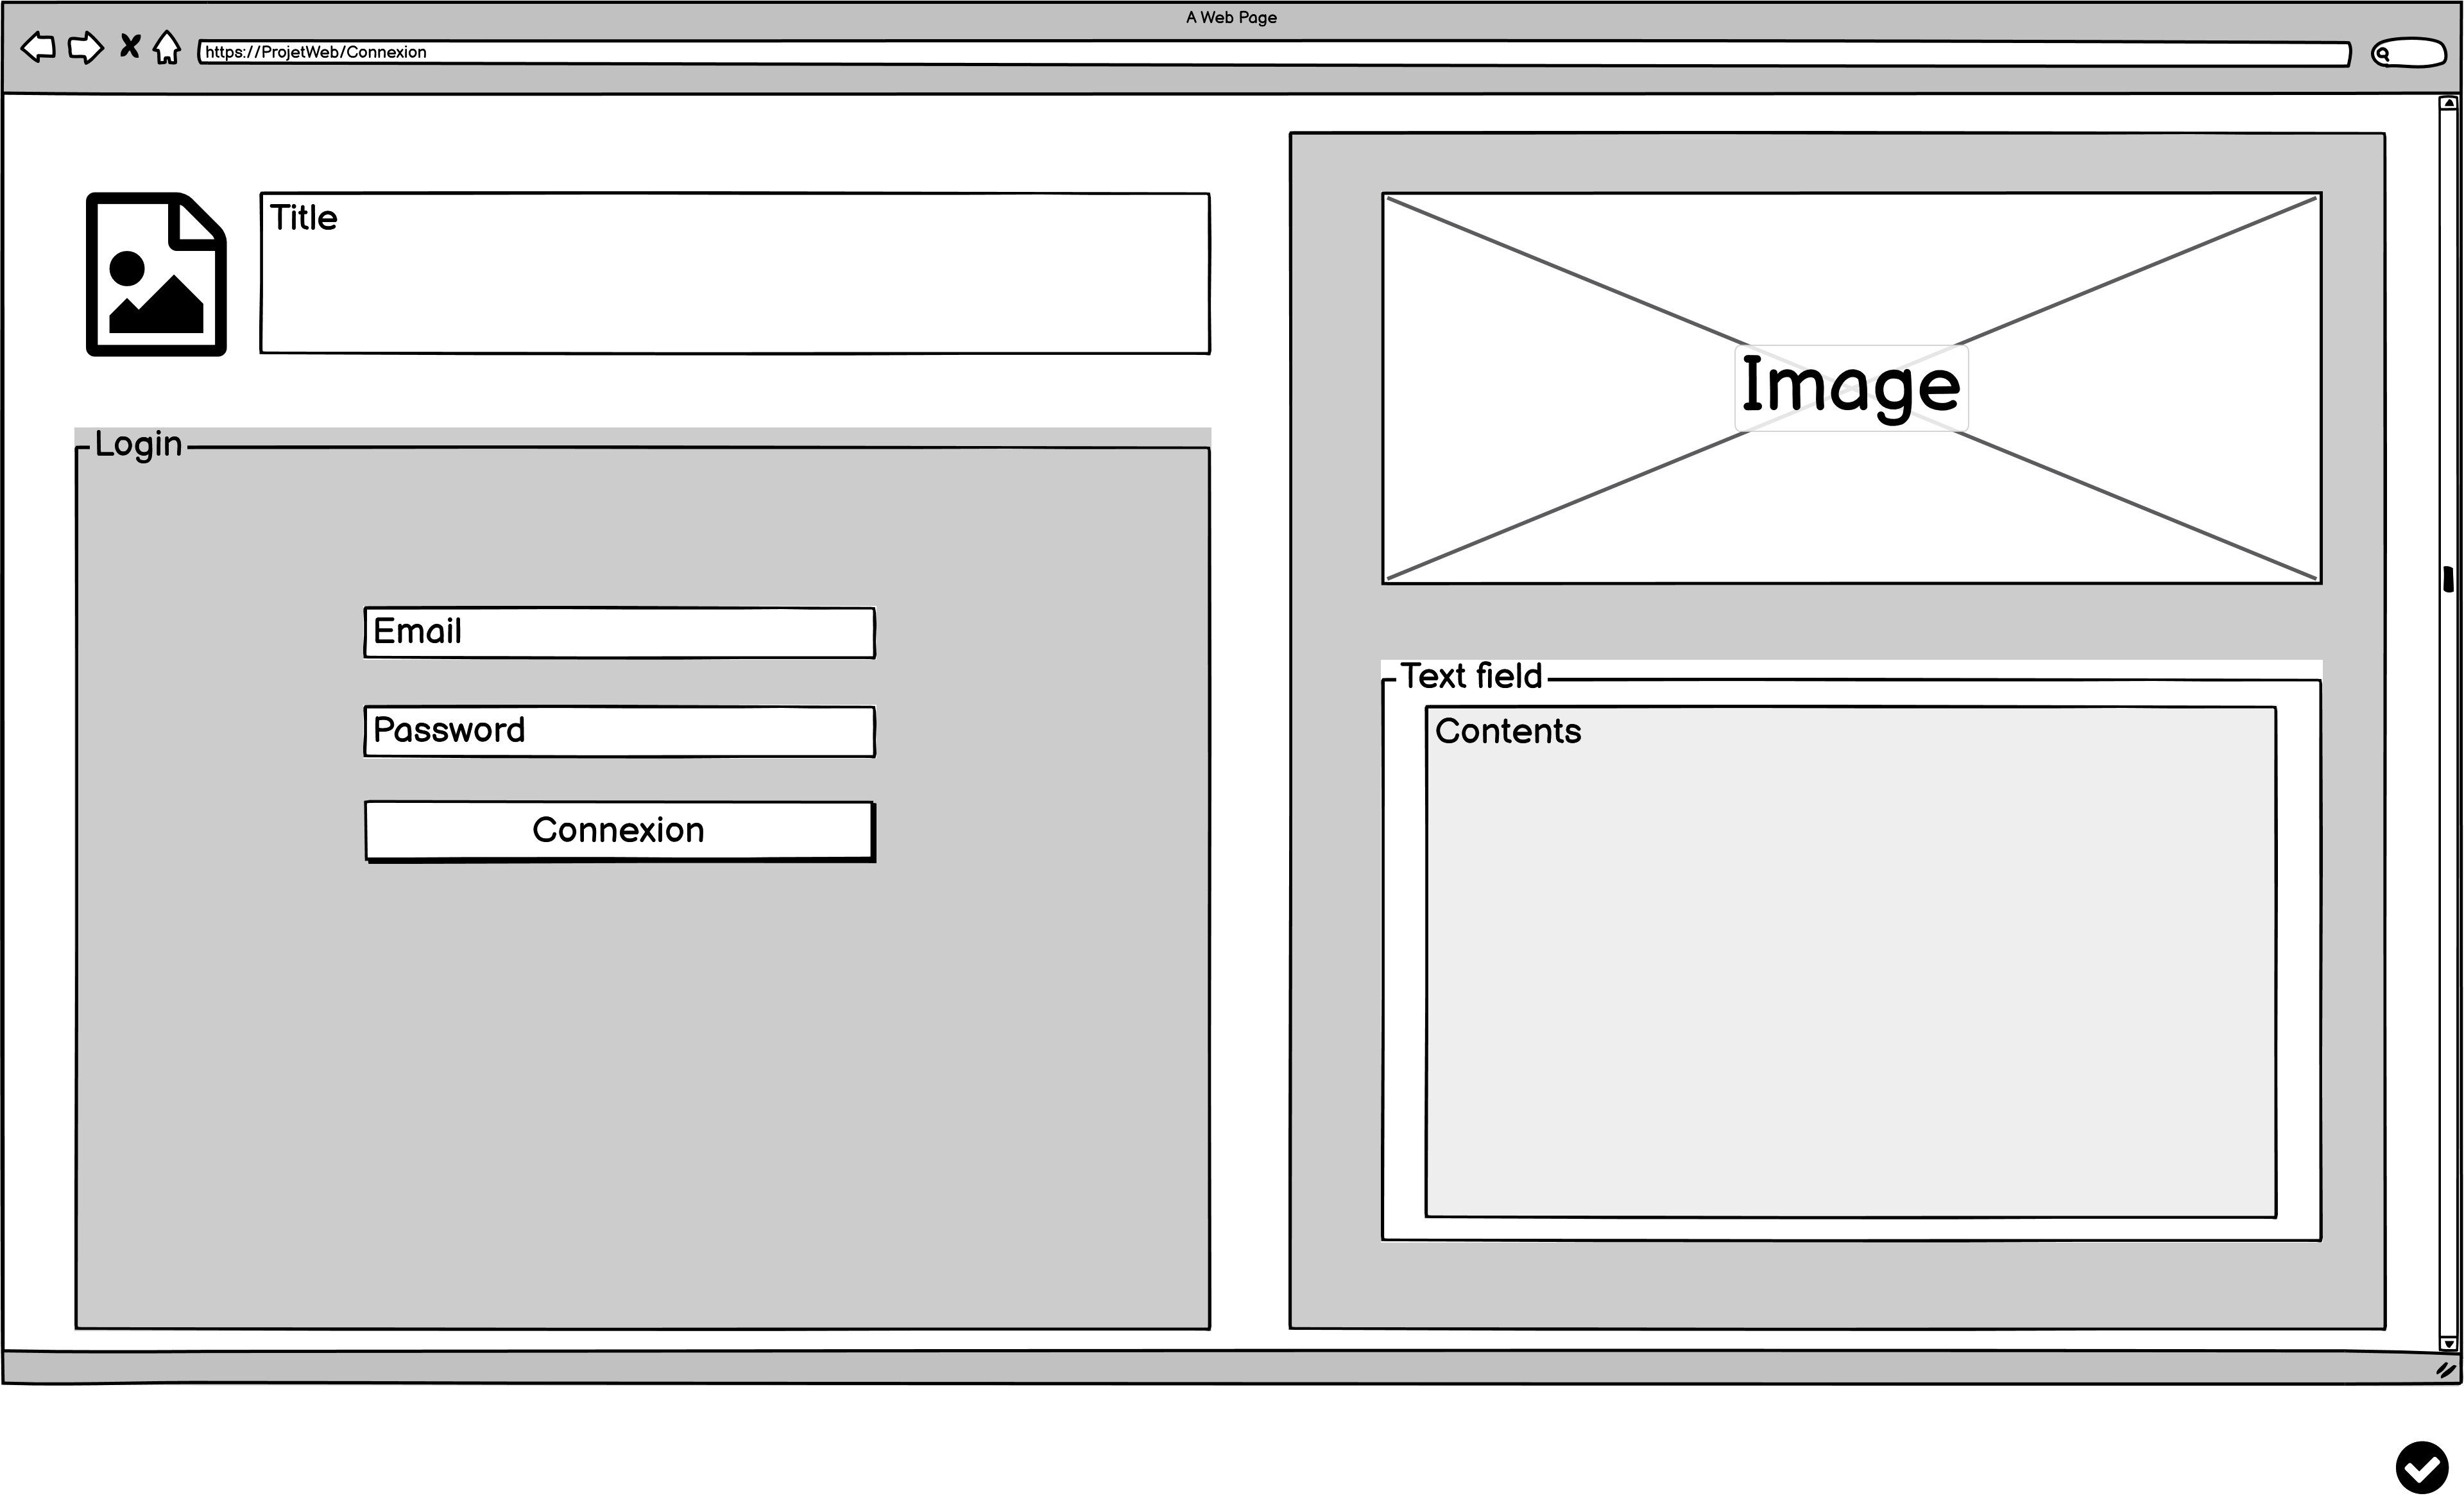 A Web Page
https://ProjetWeb/Connexion
Title
Login
Email
Password
Connexion
Image
Text field
Contents